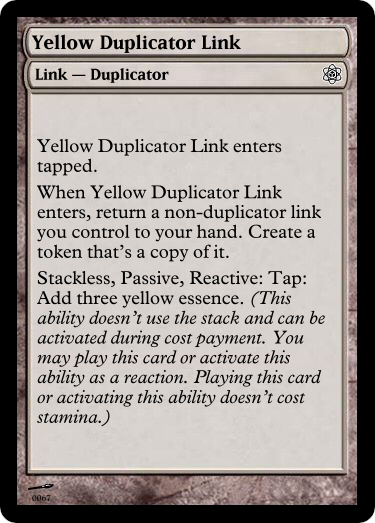 Yellow Duplicator Link
Link — Duplicator
Yellow Duplicator Link enters
tapped.
When Yellow Duplicator Link
enters, return a non-duplicator link
you control to your hand. Create a
token that's a copy of it.
Stackless, Passive, Reactive: Tap:
Add three yellow essence. (This
ability doesn't use the stack and can be
activated during cost payment. You
may play this card or activate this
ability as a reaction. Playing this card
or activating this ability doesn't cost
stamina.)
0067